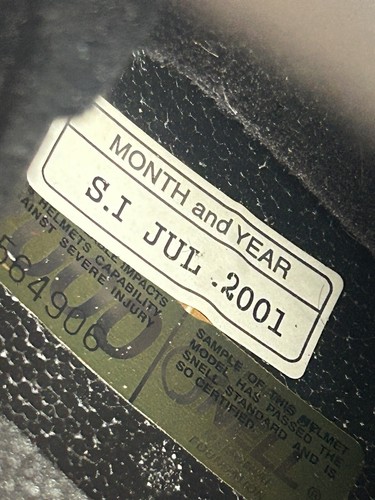 MONTH and YEAR
S.I JUL .2001
IMPACTS
HELMETS CAPABILITY
AINST SEVERE INJURY
584906
SAMPLE OF THIS HELMET
MODEL HAS PASSED THE
SNELL STANDARD AND IS
SO CERTIFIED